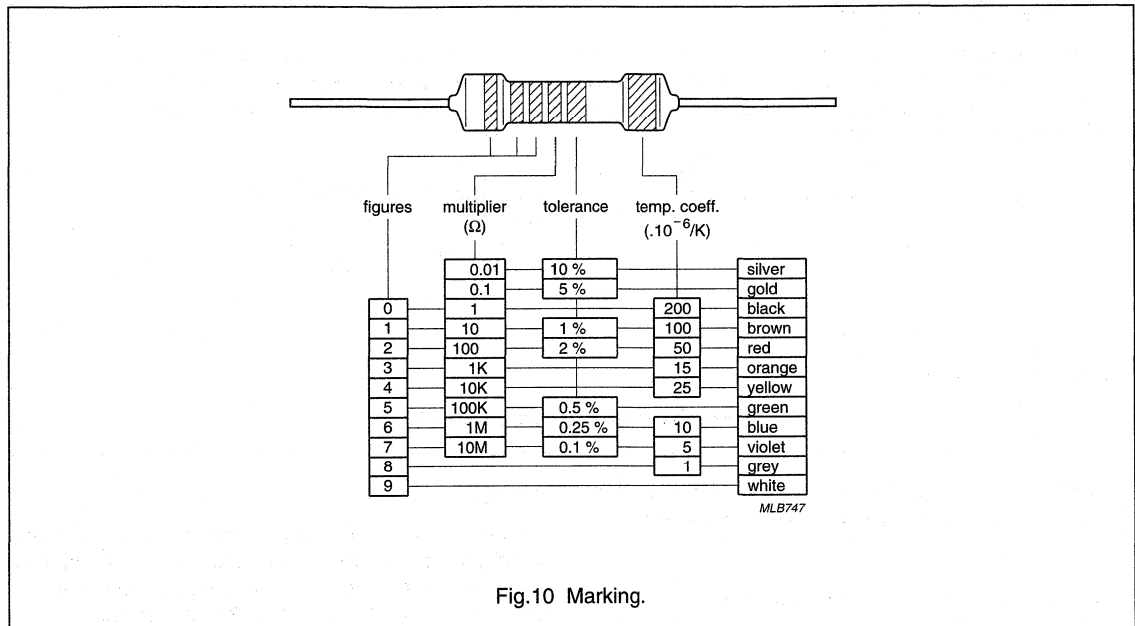 figures multiplier tolerance temp. coeff.
(Ω) (.10⁻⁶/K)
0.01 10 % silver
0.1 5 % gold
0 1 200 black
1 10 1 % 100 brown
2 100 2 % 50 red
3 1K 15 orange
4 10K 25 yellow
5 100K 0.5 % green
6 1M 0.25 % 10 blue
7 10M 0.1 % 5 violet
8 1 grey
9 white
MLB747
Fig.10 Marking.